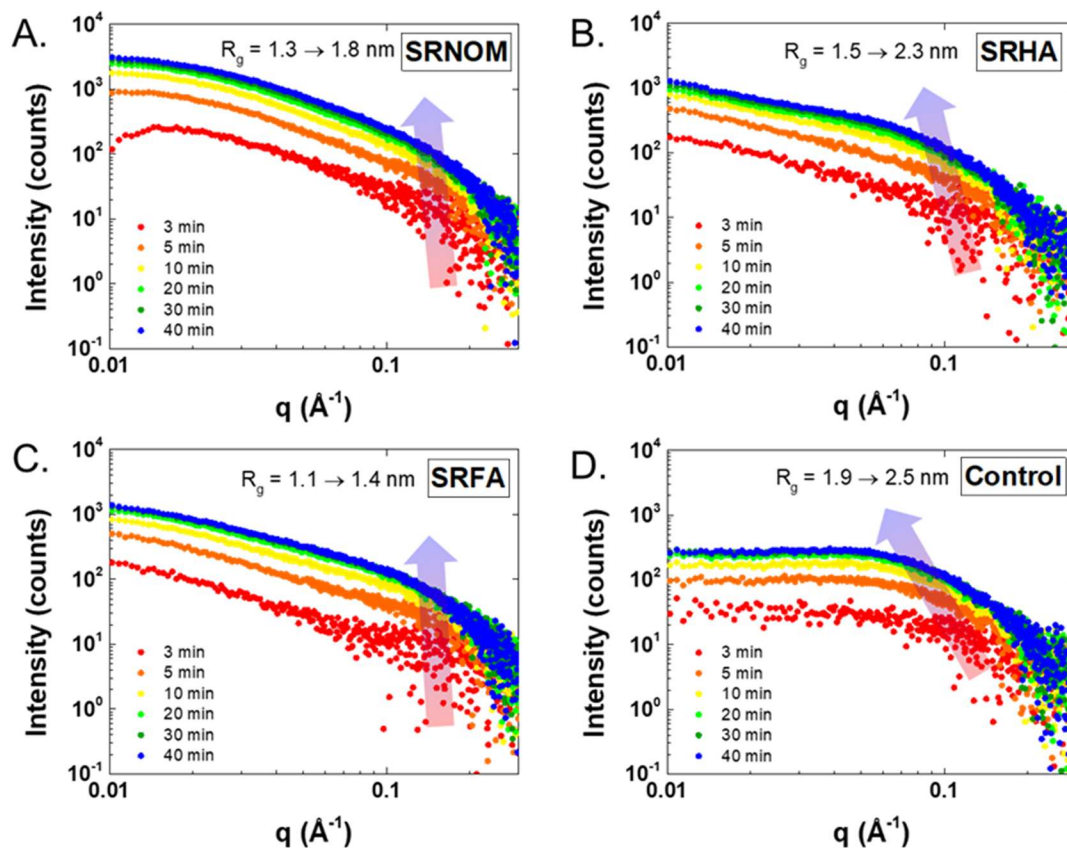 A.
R_g = 1.3 → 1.8 nm
SRNOM
10⁴
10³
10²
10¹
10⁰
10⁻¹
Intensity (counts)
3 min
5 min
10 min
20 min
30 min
40 min
0.01
0.1
q (Å⁻¹)
B.
R_g = 1.5 → 2.3 nm
SRHA
10⁴
10³
10²
10¹
10⁰
10⁻¹
Intensity (counts)
3 min
5 min
10 min
20 min
30 min
40 min
0.01
0.1
q (Å⁻¹)
C.
R_g = 1.1 → 1.4 nm
SRFA
10⁴
10³
10²
10¹
10⁰
10⁻¹
Intensity (counts)
3 min
5 min
10 min
20 min
30 min
40 min
0.01
0.1
q (Å⁻¹)
D.
R_g = 1.9 → 2.5 nm
Control
10⁴
10³
10²
10¹
10⁰
10⁻¹
Intensity (counts)
3 min
5 min
10 min
20 min
30 min
40 min
0.01
0.1
q (Å⁻¹)